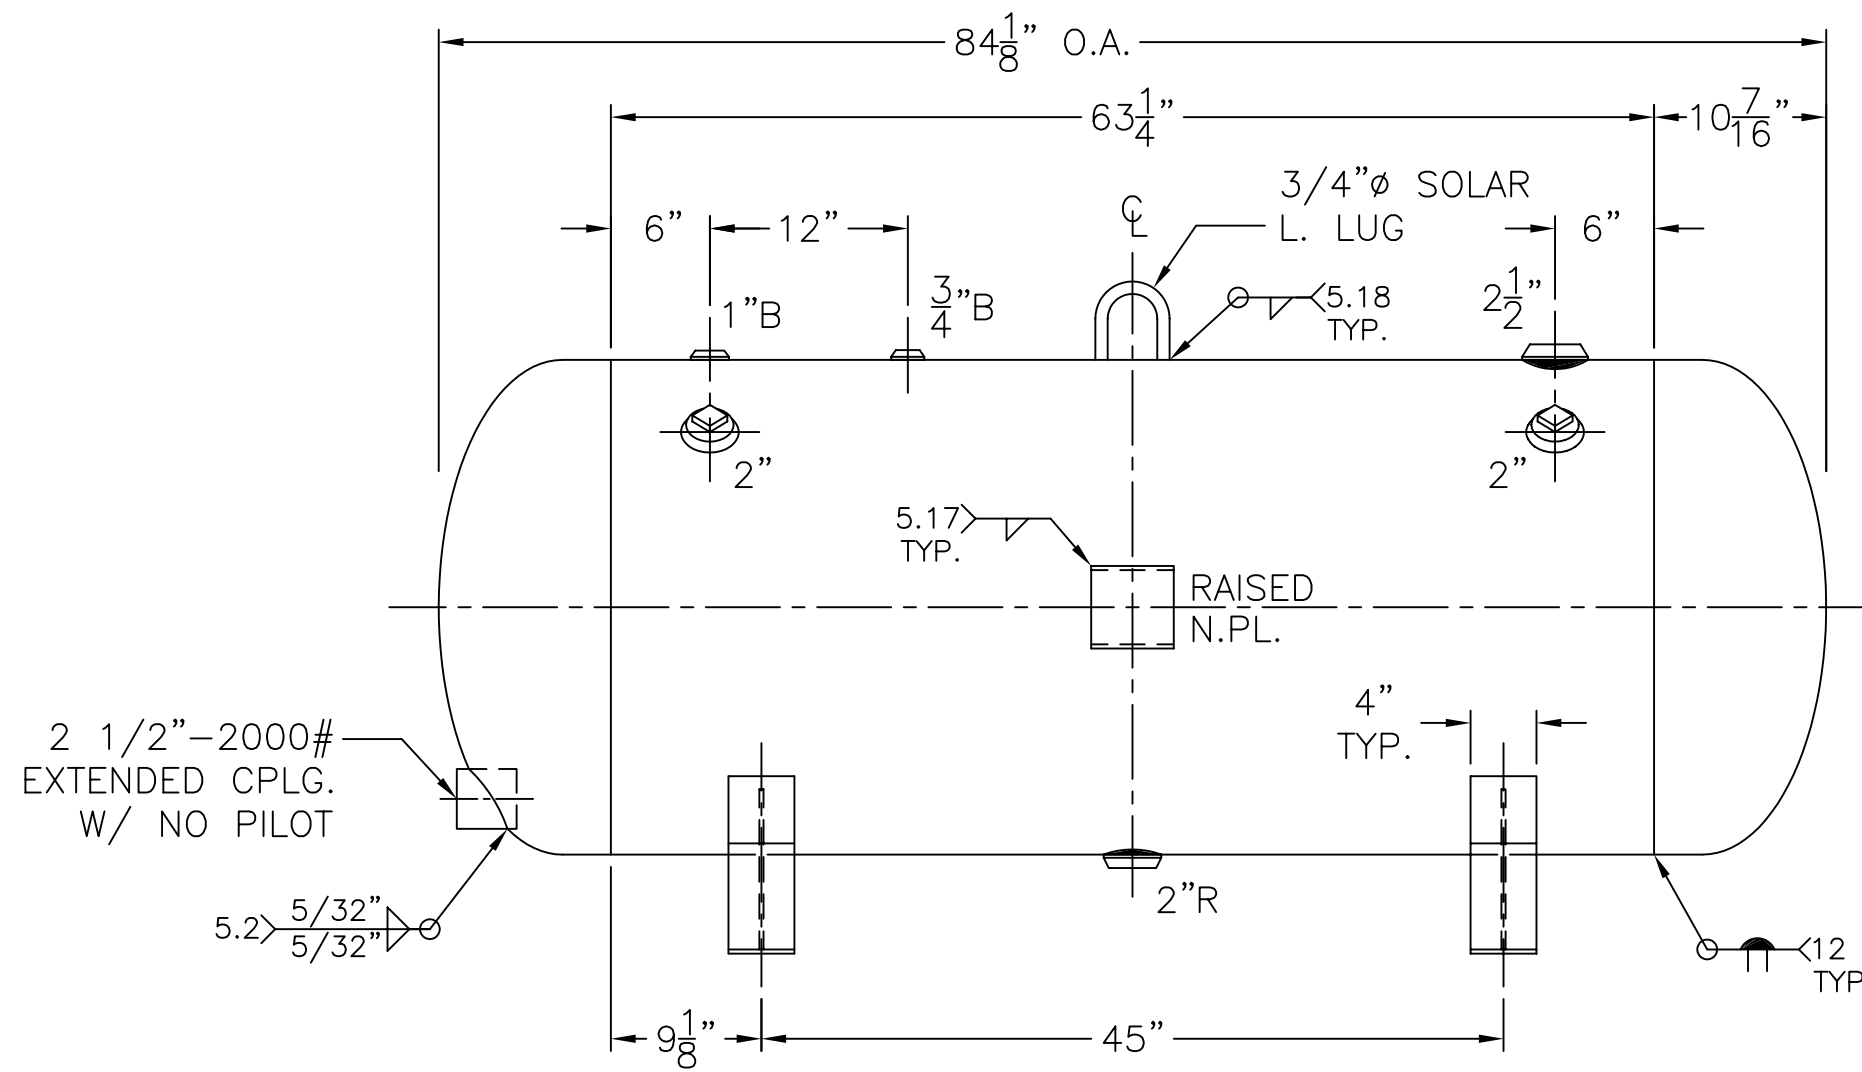 84 1/8” O.A.
63 1/4”
10 7/16”
3/4”ø SOLAR
L. LUG
℄
6”
12”
6”
1”B
3/4”B
5.18
TYP.
2 1/2”
2”
2”
5.17
TYP.
RAISED
N.PL.
4”
TYP.
2 1/2”-2000#
EXTENDED CPLG.
W/ NO PILOT
2”R
5.2
5/32”
5/32”
12
TYP
9 1/8”
45”